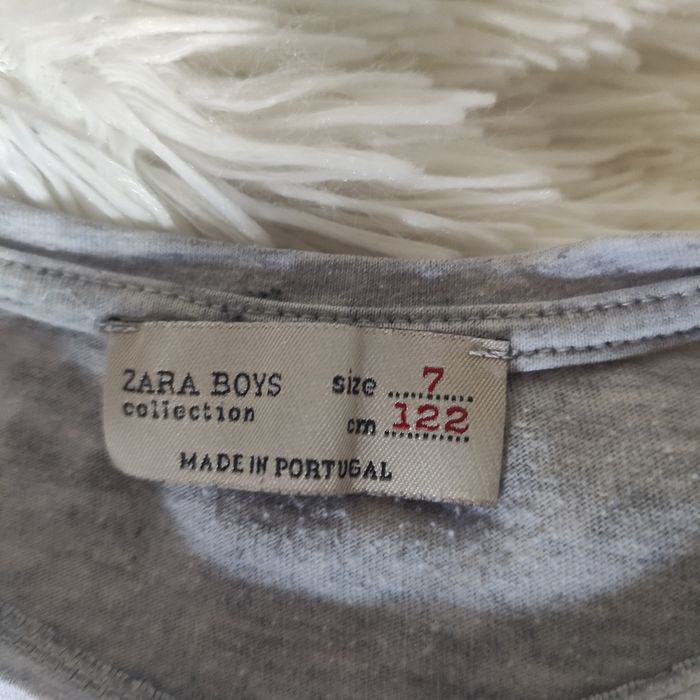 ZARA BOYS size 7
collection cm 122
MADE IN PORTUGAL